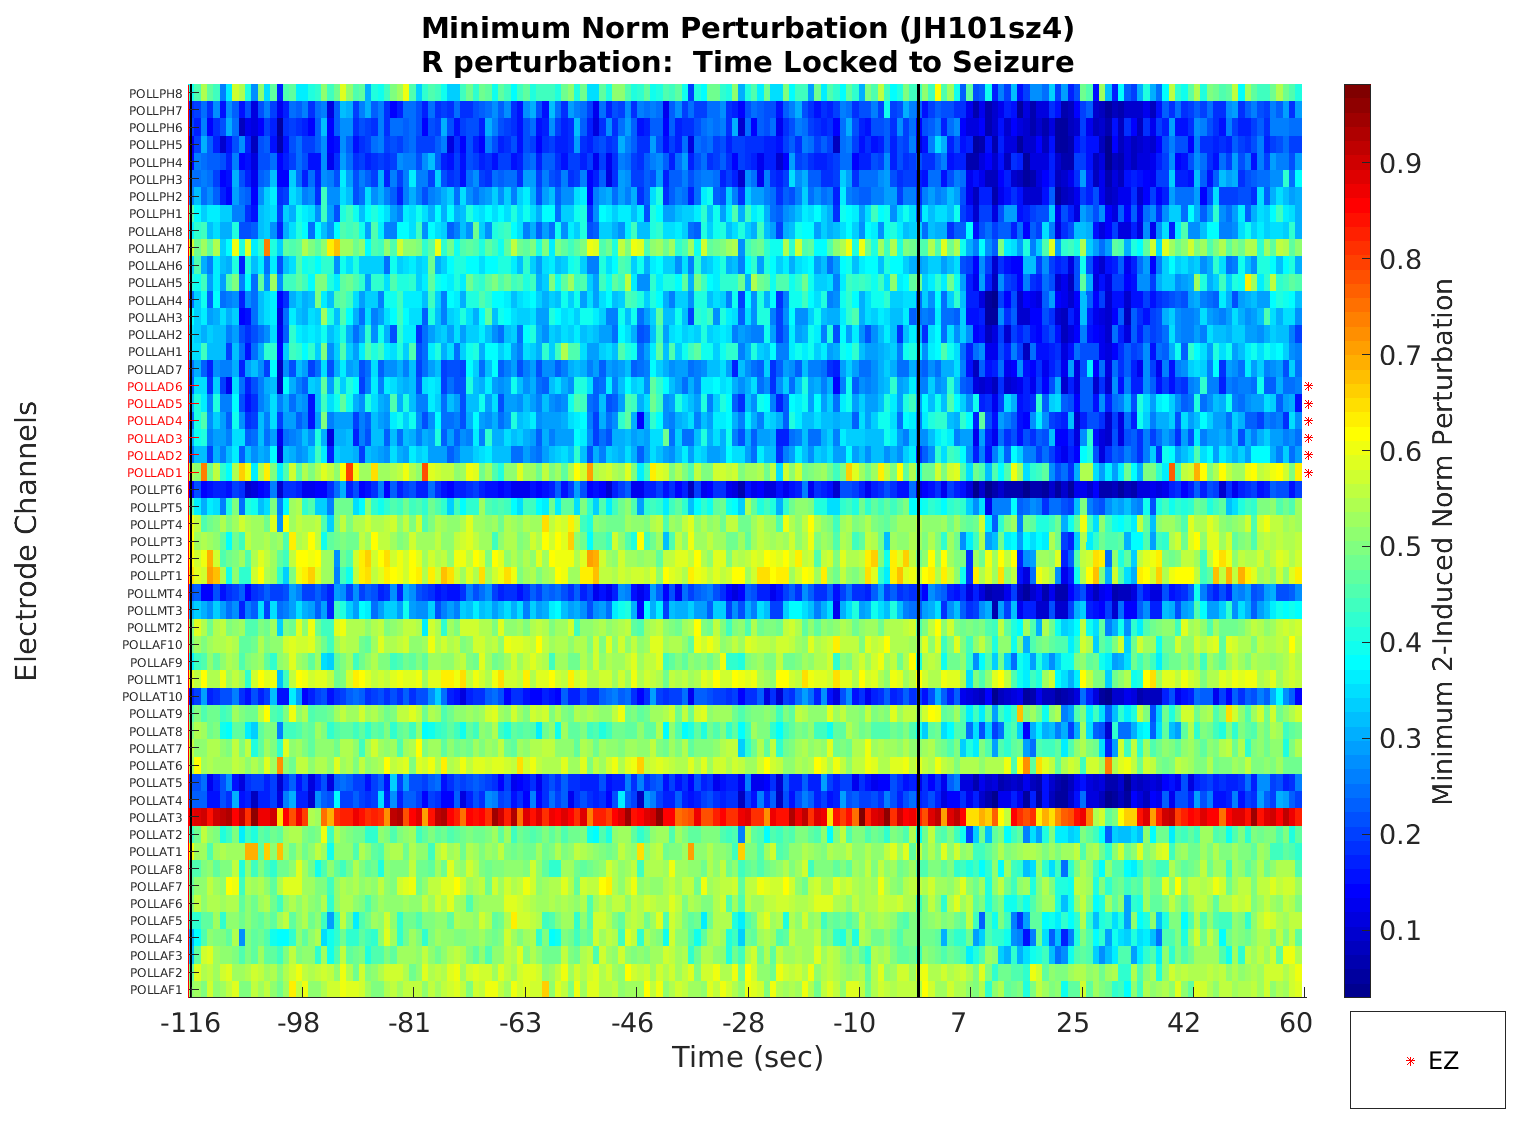 Minimum Norm Perturbation (JH101sz4)
R perturbation:  Time Locked to Seizure
Electrode Channels
POLLPH8
POLLPH7
POLLPH6
POLLPH5
POLLPH4
POLLPH3
POLLPH2
POLLPH1
POLLAH8
POLLAH7
POLLAH6
POLLAH5
POLLAH4
POLLAH3
POLLAH2
POLLAH1
POLLAD7
POLLAD6
POLLAD5
POLLAD4
POLLAD3
POLLAD2
POLLAD1
POLLPT6
POLLPT5
POLLPT4
POLLPT3
POLLPT2
POLLPT1
POLLMT4
POLLMT3
POLLMT2
POLLAF10
POLLAF9
POLLMT1
POLLAT10
POLLAT9
POLLAT8
POLLAT7
POLLAT6
POLLAT5
POLLAT4
POLLAT3
POLLAT2
POLLAT1
POLLAF8
POLLAF7
POLLAF6
POLLAF5
POLLAF4
POLLAF3
POLLAF2
POLLAF1
-116 -98 -81 -63 -46 -28 -10 7 25 42 60
Time (sec)
0.9
0.8
0.7
0.6
0.5
0.4
0.3
0.2
0.1
Minimum 2-Induced Norm Perturbation
EZ